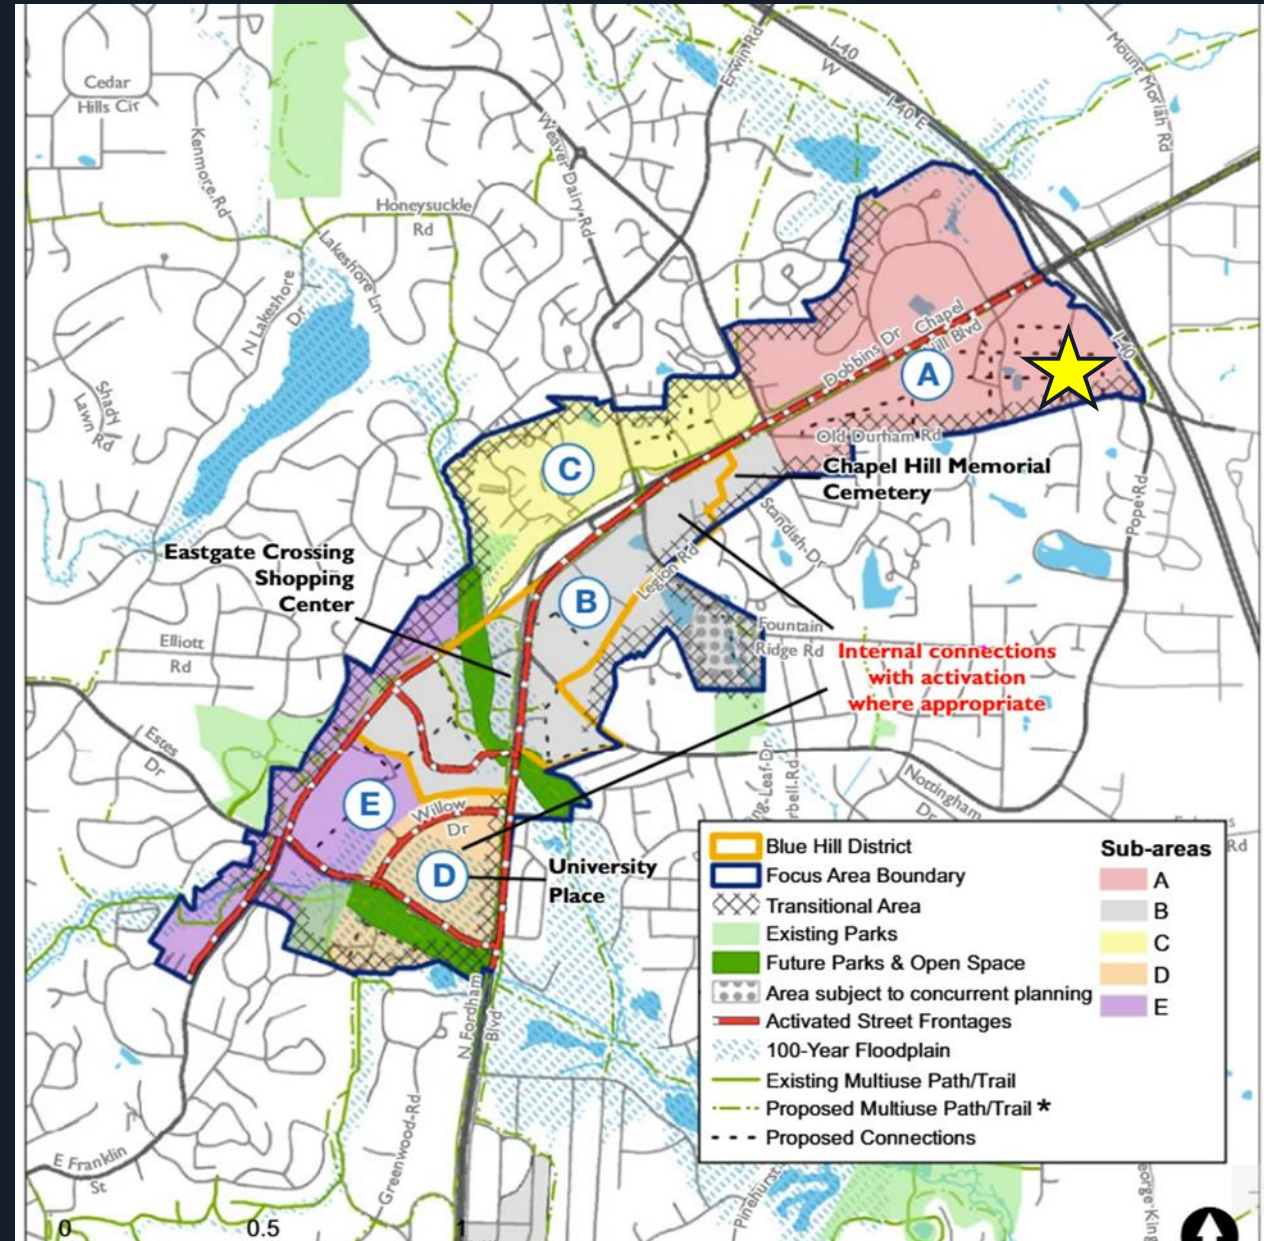 I-40
W
I-40 E
Erwin Rd
Mount Moriah Rd
Cedar
Hills Cir
Kenmore Rd
Weaver Dairy Rd
Honeysuckle
Rd
Lakeshore Ln
N Lakeshore
Dr
Shady
Lawn Rd
Dobbins Dr
Chapel
Hill Blvd
I-40
A
Old Durham Rd
Chapel Hill Memorial
Cemetery
C
Standish Dr
Pope Rd
Eastgate Crossing
Shopping
Center
Legion Rd
B
Fountain
Ridge Rd
Elliott
Rd
Internal connections
with activation
where appropriate
Estes
Dr
Nottingham
Dr
E
Willow
Dr
D
University
Place
N Fordham
Blvd
Greenwood Rd
E Franklin
St
Pinehurst
Rd
Blue Hill District
Focus Area Boundary
Transitional Area
Existing Parks
Future Parks & Open Space
Area subject to concurrent planning
Activated Street Frontages
100-Year Floodplain
Existing Multiuse Path/Trail
Proposed Multiuse Path/Trail *
Proposed Connections
Sub-areas
A
B
C
D
E
0 0.5 1